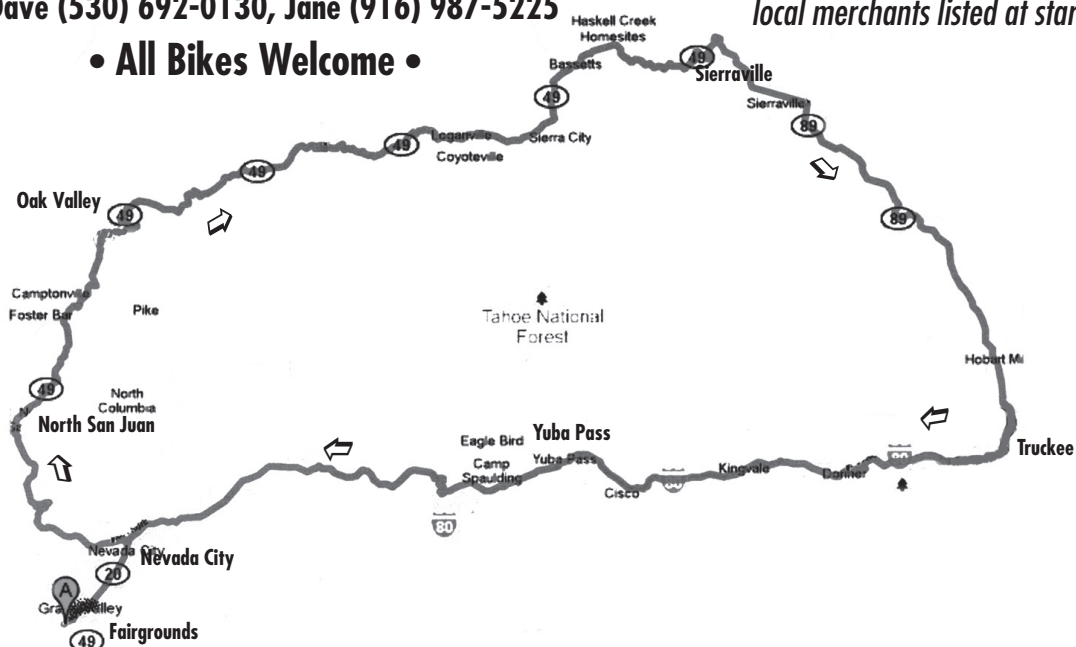 Dave (530) 692-0130, Jane (916) 987-5225
local merchants listed at star
• All Bikes Welcome •
Haskell Creek
Homesites
Bassetts
49
Sierraville
49
Sierraville
89
Loganville
49
Sierra City
Coyoteville
49
Oak Valley
49
89
Camptonville
Foster Bar
Pike
Tahoe National
Forest
Hobart Mi
49
North
Columbia
North San Juan
Eagle Bird
Yuba Pass
Truckee
Camp
Spaulding
Yuba Pass
Kingvale
Donner
80
Cisco
80
80
Nevada City
Nevada City
20
A
Grass Valley
Fairgrounds
49